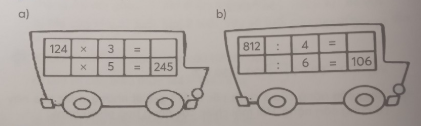 a) b)
124 × 3 =
× 5 = 245
812 : 4 =
: 6 = 106